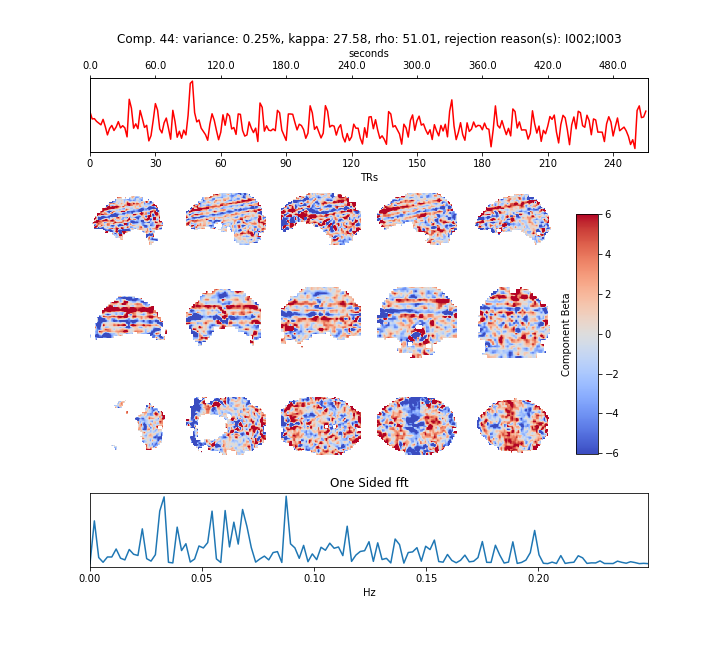 Comp. 44: variance: 0.25%, kappa: 27.58, rho: 51.01, rejection reason(s): I002;I003
seconds
0.0 60.0 120.0 180.0 240.0 300.0 360.0 420.0 480.0
0 30 60 90 120 150 180 210 240
TRs
6
4
2
0
−2
−4
−6
Component Beta
One Sided fft
0.00 0.05 0.10 0.15 0.20
Hz